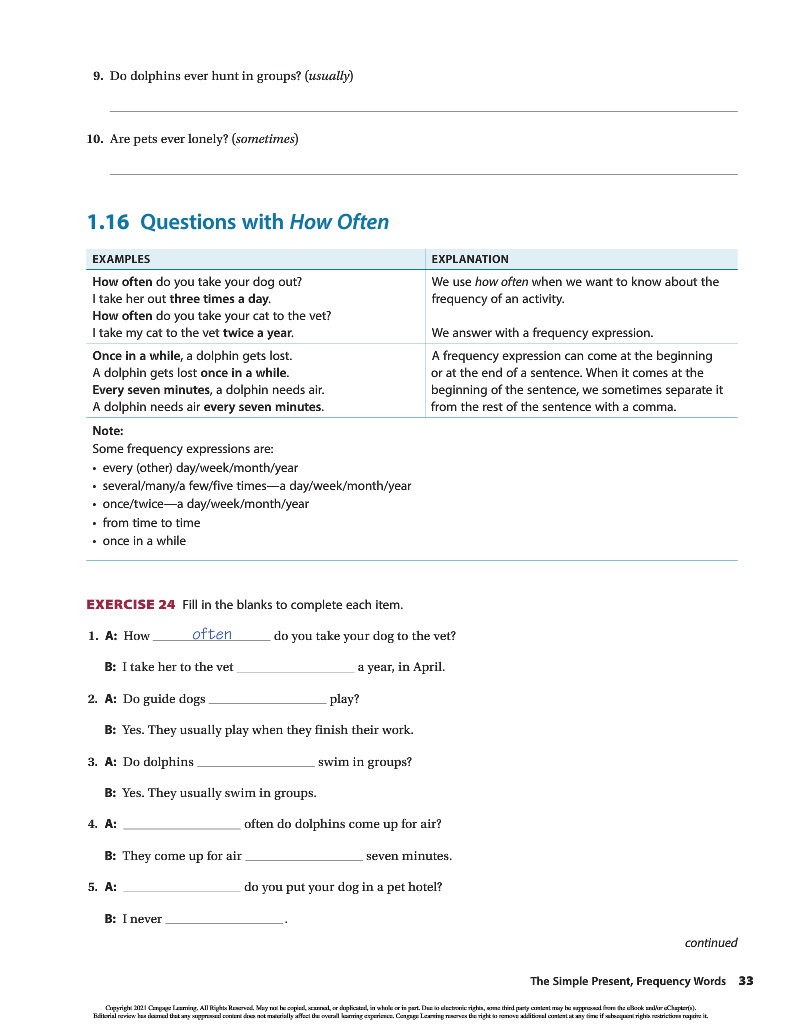 9. Do dolphins ever hunt in groups? (usually)
10. Are pets ever lonely? (sometimes)
1.16 Questions with How Often
EXAMPLES
EXPLANATION
How often do you take your dog out?
I take her out three times a day.
How often do you take your cat to the vet?
I take my cat to the vet twice a year.
We use how often when we want to know about the
frequency of an activity.
We answer with a frequency expression.
Once in a while, a dolphin gets lost.
A dolphin gets lost once in a while.
Every seven minutes, a dolphin needs air.
A dolphin needs air every seven minutes.
A frequency expression can come at the beginning
or at the end of a sentence. When it comes at the
beginning of the sentence, we sometimes separate it
from the rest of the sentence with a comma.
Note:
Some frequency expressions are:
• every (other) day/week/month/year
• several/many/a few/five times—a day/week/month/year
• once/twice—a day/week/month/year
• from time to time
• once in a while
EXERCISE 24 Fill in the blanks to complete each item.
1. A: How often do you take your dog to the vet?
B: I take her to the vet ____________ a year, in April.
2. A: Do guide dogs ____________ play?
B: Yes. They usually play when they finish their work.
3. A: Do dolphins ____________ swim in groups?
B: Yes. They usually swim in groups.
4. A: ____________ often do dolphins come up for air?
B: They come up for air ____________ seven minutes.
5. A: ____________ do you put your dog in a pet hotel?
B: I never ____________.
continued
The Simple Present, Frequency Words 33
Copyright 2021 Cengage Learning. All Rights Reserved. May not be copied, scanned, or duplicated, in whole or in part. Due to electronic rights, some third party content may be suppressed from the eBook and/or eChapter(s).
Editorial review has deemed that any suppressed content does not materially affect the overall learning experience. Cengage Learning reserves the right to remove additional content at any time if subsequent rights restrictions require it.